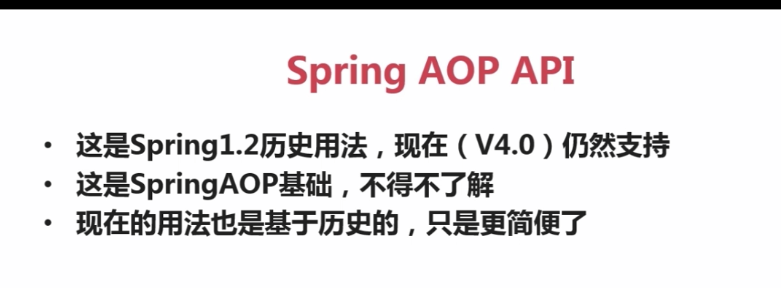 Spring AOP API
• 这是Spring1.2历史用法，现在（V4.0）仍然支持
• 这是SpringAOP基础，不得不了解
• 现在的用法也是基于历史的，只是更简便了